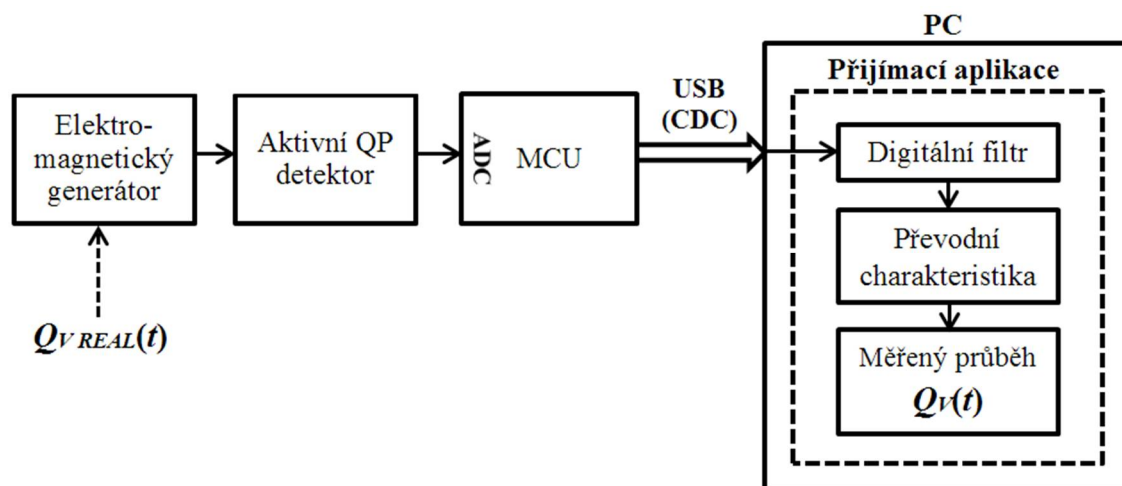 PC
Přijímací aplikace
Elektro-
magnetický
generátor
Aktivní QP
detektor
ADC
MCU
USB
(CDC)
Digitální filtr
Převodní
charakteristika
Měřený průběh
Qv(t)
QV REAL(t)